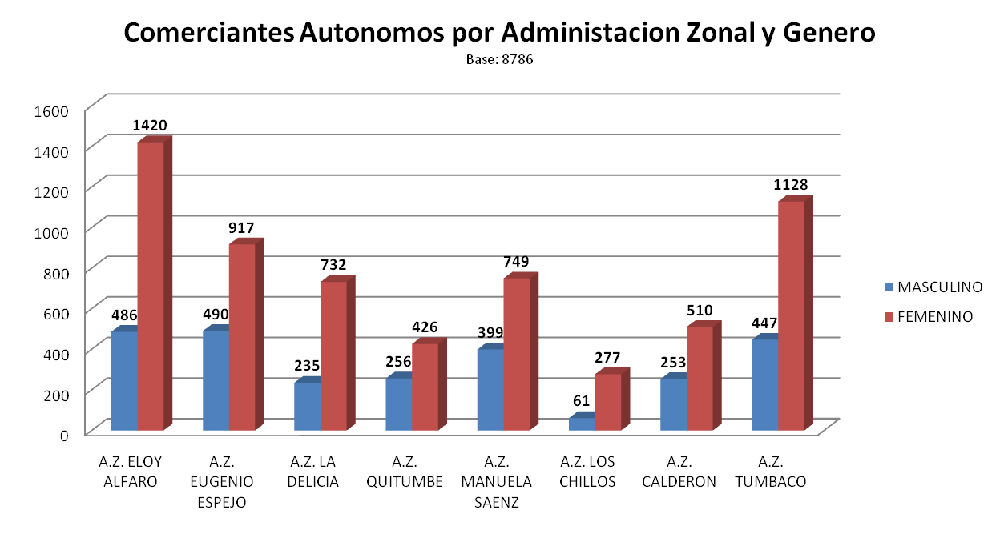 Comerciantes Autonomos por Administacion Zonal y Genero
Base: 8786
1600
1400
1200
1000
800
600
400
200
0
486
1420
490
917
235
732
256
426
399
749
61
277
253
510
447
1128
A.Z. ELOY
ALFARO
A.Z.
EUGENIO
ESPEJO
A.Z. LA
DELICIA
A.Z.
QUITUMBE
A.Z.
MANUELA
SAENZ
A.Z. LOS
CHILLOS
A.Z.
CALDERON
A.Z.
TUMBACO
MASCULINO
FEMENINO